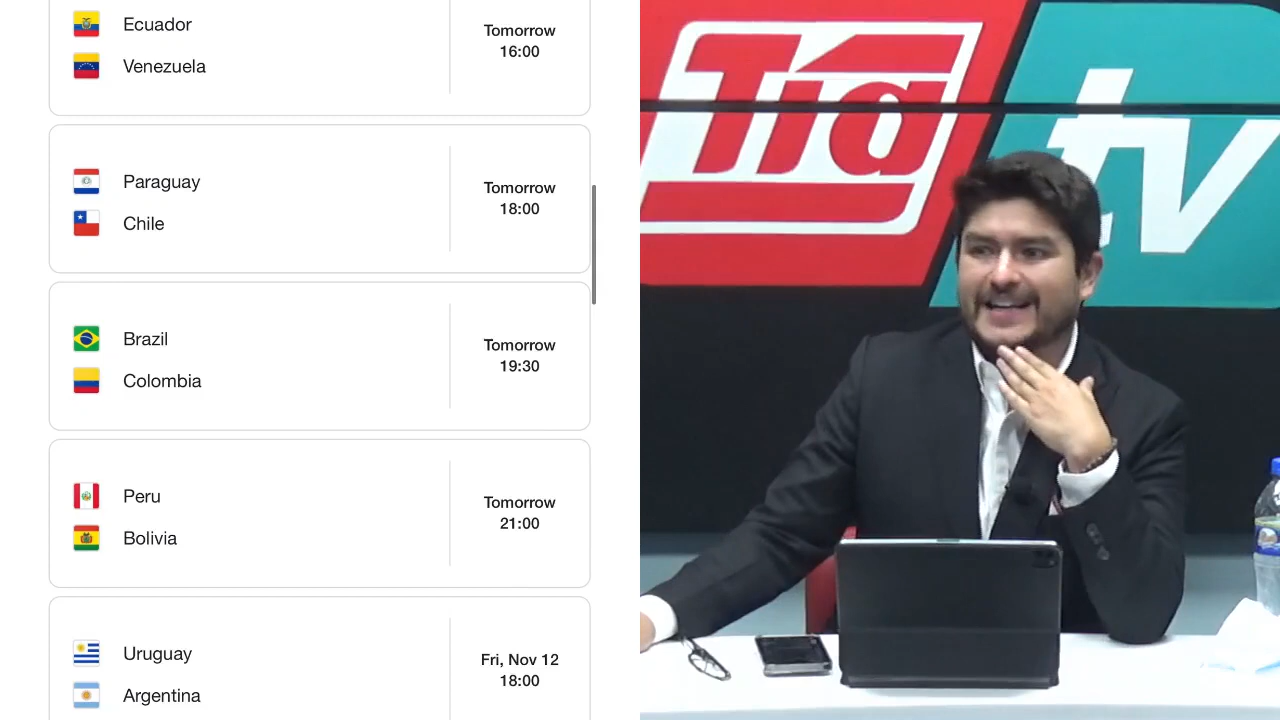 Ecuador
Venezuela
Tomorrow
16:00
Paraguay
Chile
Tomorrow
18:00
Brazil
Colombia
Tomorrow
19:30
Peru
Bolivia
Tomorrow
21:00
Uruguay
Argentina
Fri, Nov 12
18:00
Tía
tv